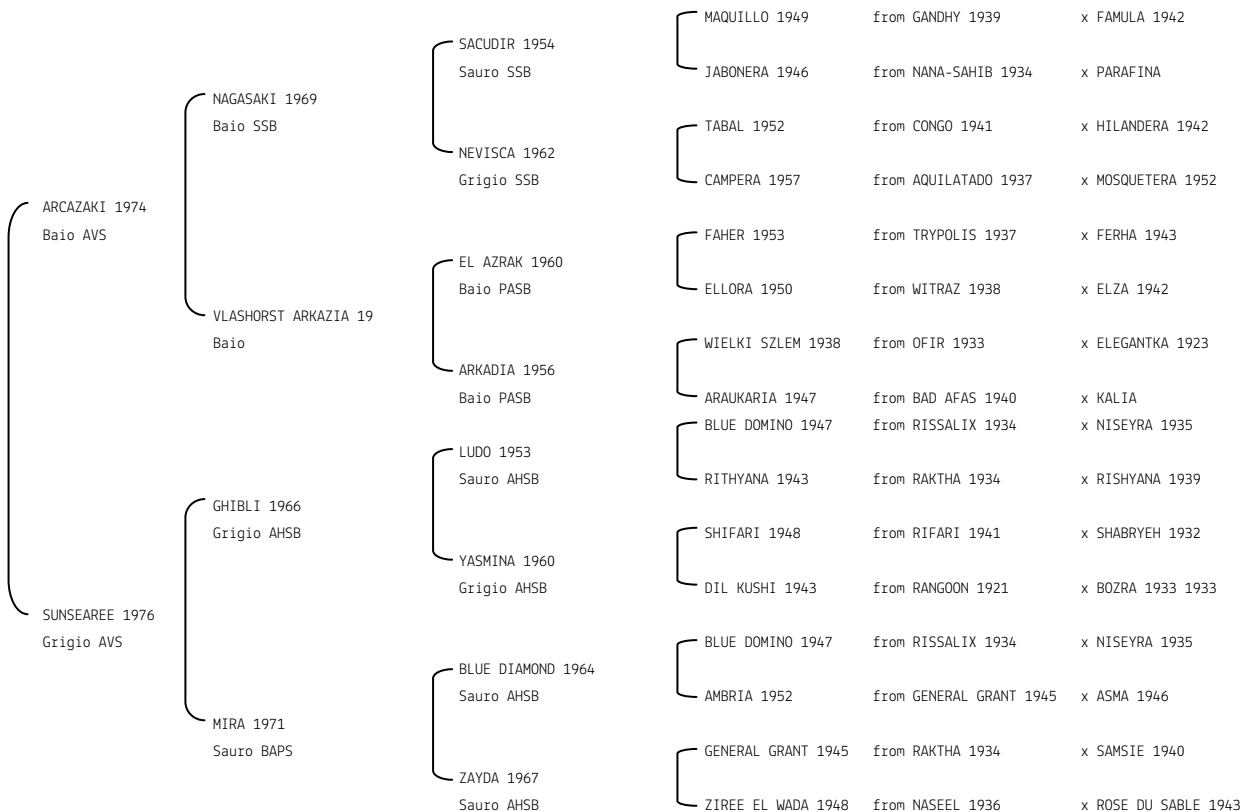 MAQUILLO 1949 from GANDHY 1939 x FAMULA 1942
SACUDIR 1954
Sauro SSB JABONERA 1946 from NANA-SAHIB 1934 x PARAFINA
NAGASAKI 1969
Baio SSB TABAL 1952 from CONGO 1941 x HILANDERA 1942
NEVISCA 1962
Grigio SSB CAMPERA 1957 from AQUILATADO 1937 x MOSQUETERA 1952
ARCAZAKI 1974
Baio AVS FAHER 1953 from TRYPOLIS 1937 x FERHA 1943
EL AZRAK 1960
Baio PASB ELLORA 1950 from WITRAZ 1938 x ELZA 1942
VLASHORST ARKAZIA 19
Baio WIELKI SZLEM 1938 from OFIR 1933 x ELEGANTKA 1923
ARKADIA 1956
Baio PASB ARAUKARIA 1947 from BAD AFAS 1940 x KALIA
BLUE DOMINO 1947 from RISSALIX 1934 x NISEYRA 1935
LUDO 1953
Sauro AHSB RITHYANA 1943 from RAKTHA 1934 x RISHYANA 1939
GHIBLI 1966
Grigio AHSB SHIFARI 1948 from RIFARI 1941 x SHABRYEH 1932
YASMINA 1960
Grigio AHSB DIL KUSHI 1943 from RANGOON 1921 x BOZRA 1933 1933
SUNSEAREE 1976
Grigio AVS BLUE DOMINO 1947 from RISSALIX 1934 x NISEYRA 1935
BLUE DIAMOND 1964
Sauro AHSB AMBRIA 1952 from GENERAL GRANT 1945 x ASMA 1946
MIRA 1971
Sauro BAPS GENERAL GRANT 1945 from RAKTHA 1934 x SAMSIE 1940
ZAYDA 1967
Sauro AHSB ZIREE EL WADA 1948 from NASEEL 1936 x ROSE DU SABLE 1943